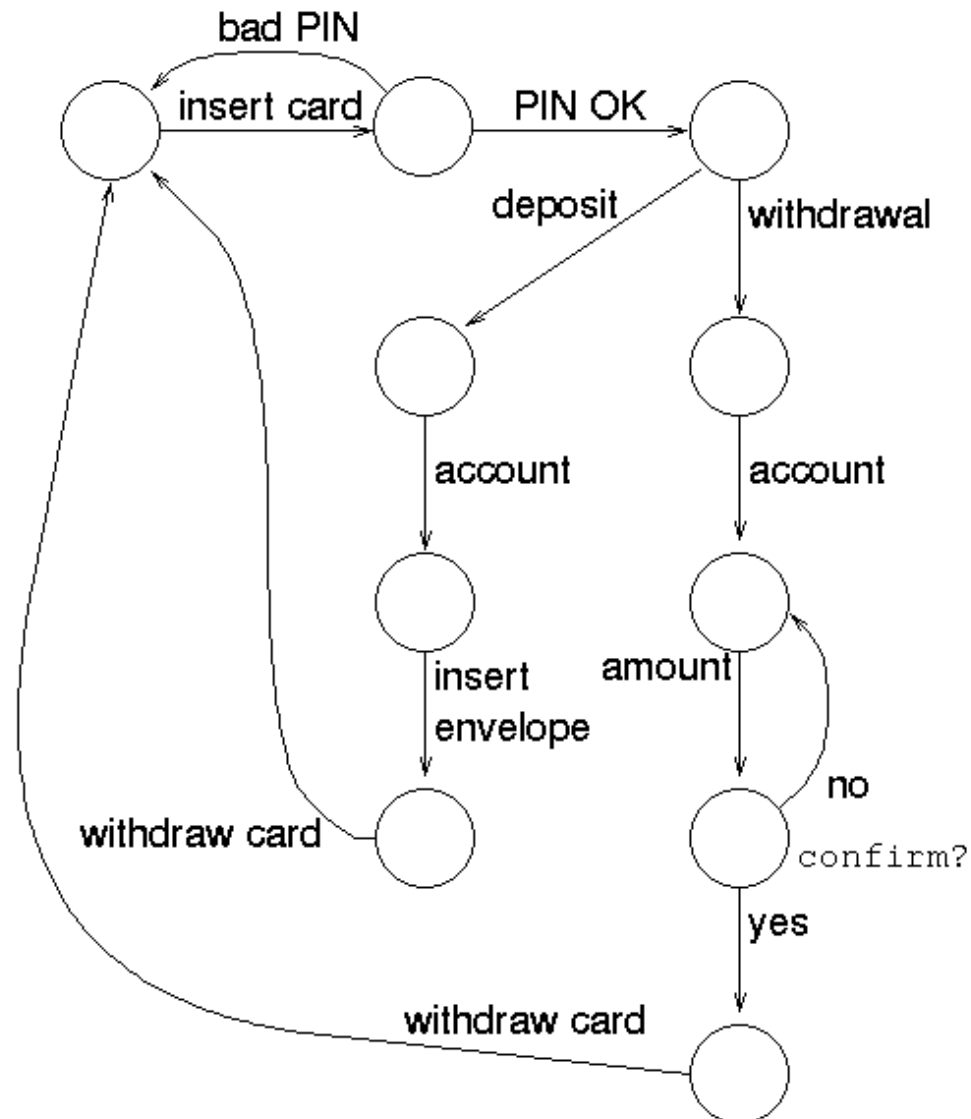 bad PIN
insert card
PIN OK
deposit
withdrawal
account
account
insert
envelope
amount
no
withdraw card
confirm?
yes
withdraw card